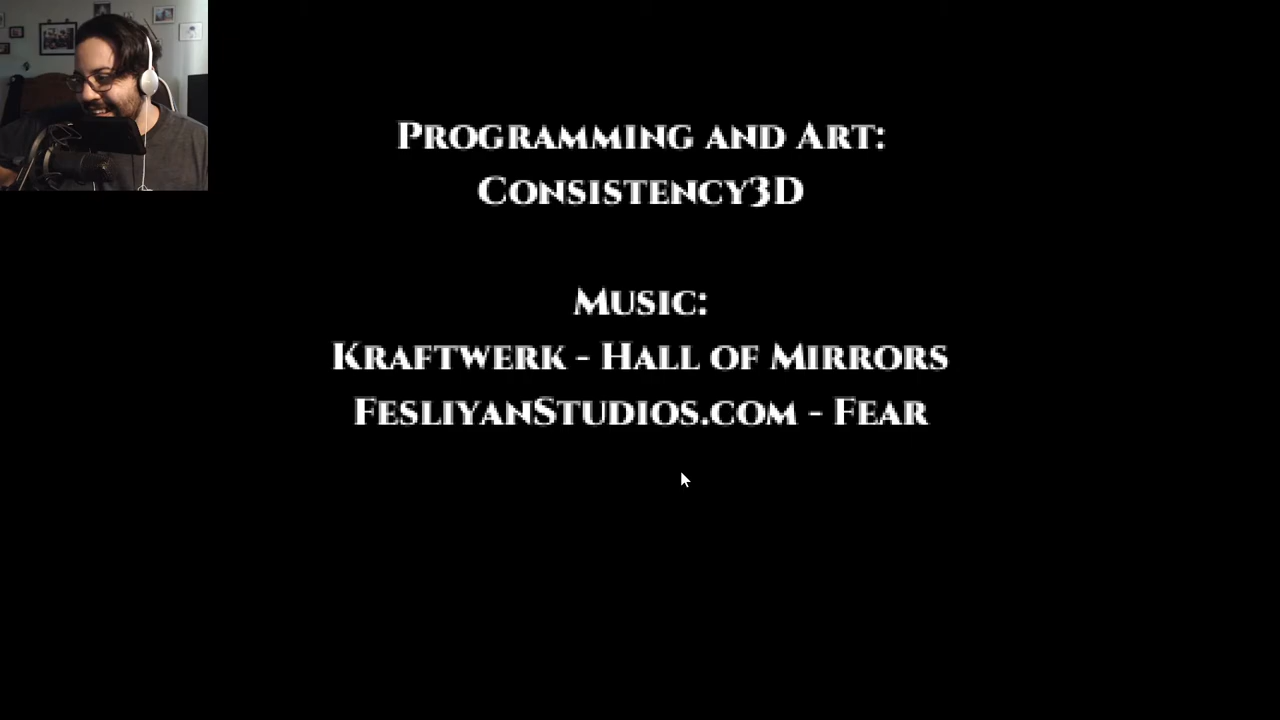 Programming and Art:
Consistency3D
Music:
Kraftwerk - Hall of Mirrors
FesliyanStudios.com - Fear